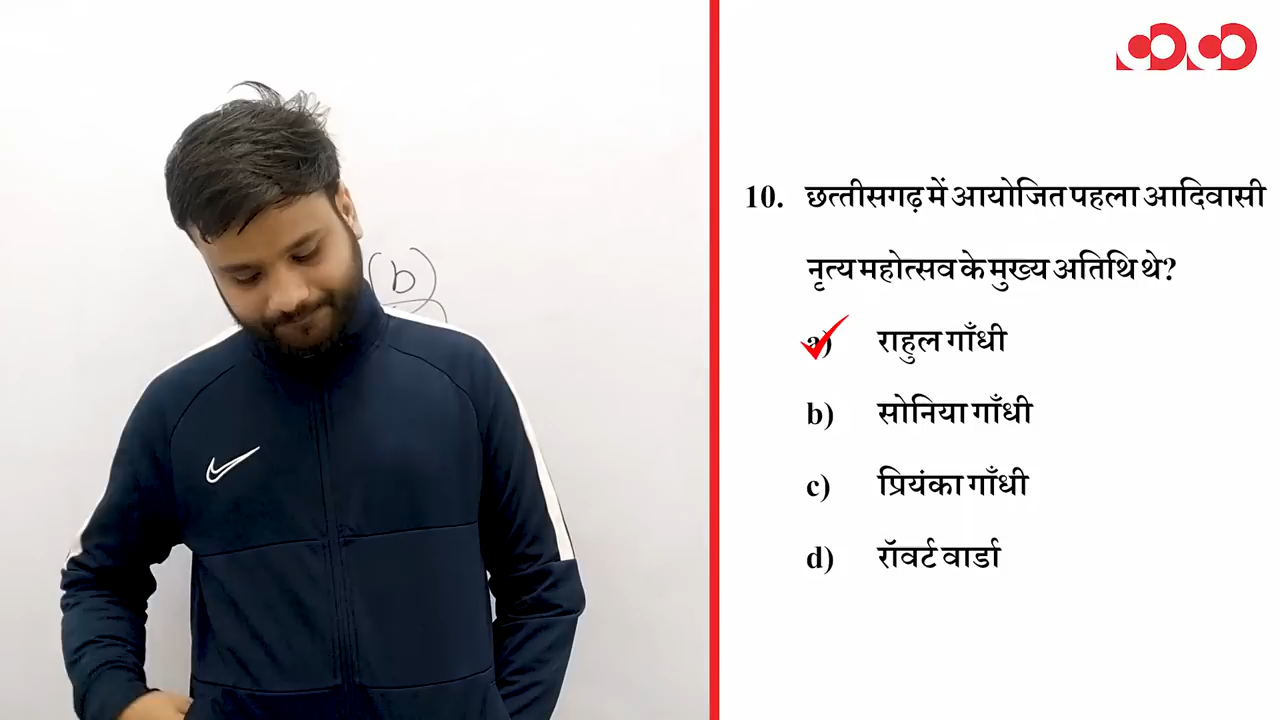 (b)
10. छत्तीसगढ़ में आयोजित पहला आदिवासी
नृत्य महोत्सव के मुख्य अतिथि थे?
a) राहुल गाँधी
b) सोनिया गाँधी
c) प्रियंका गाँधी
d) रॉवर्ट वार्डा